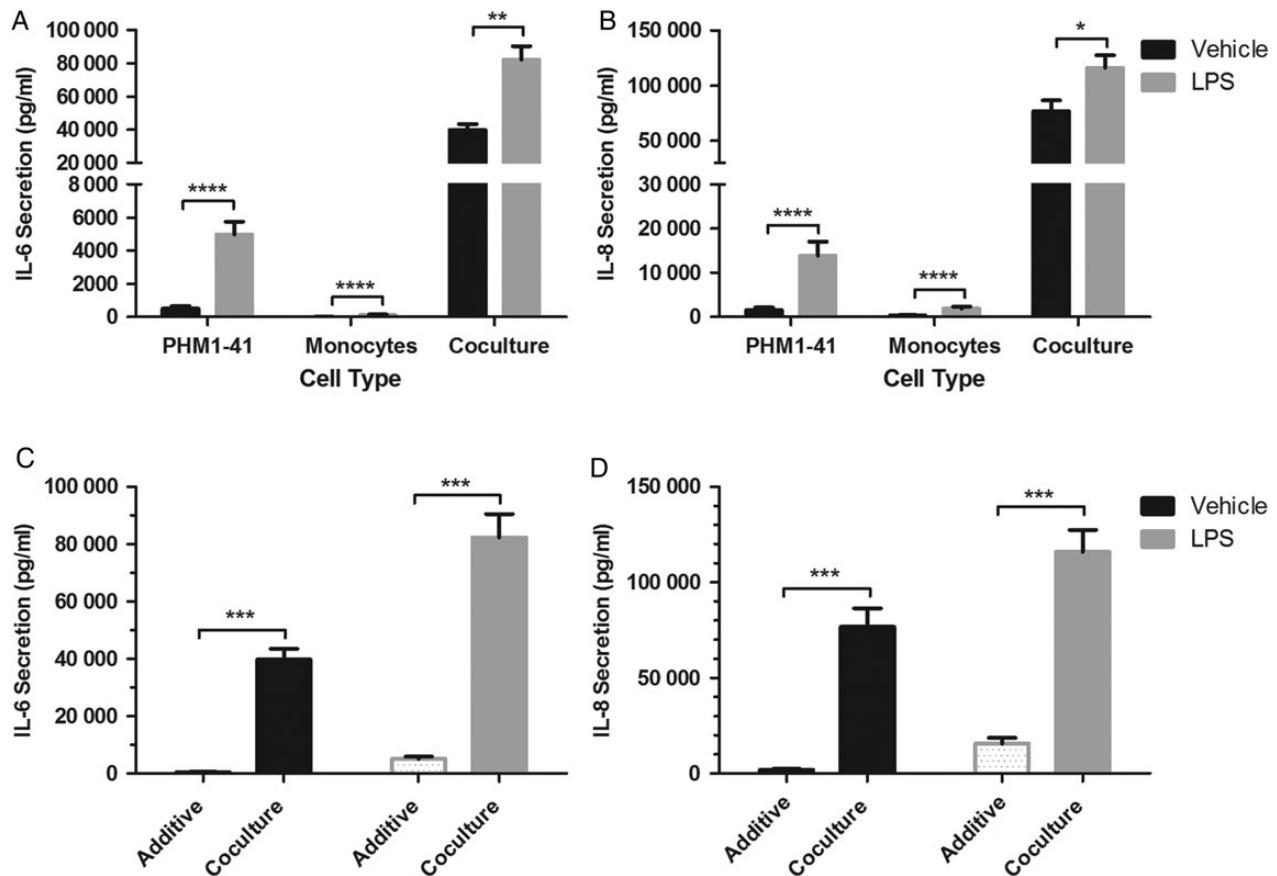 A
IL-6 Secretion (pg/ml)
100 000
80 000
60 000
40 000
20 000
8 000
6000
4000
2000
0
****
****
**
PHM1-41 Monocytes Coculture
Cell Type
B
IL-8 Secretion (pg/ml)
150 000
100 000
50 000
30 000
20 000
10 000
0
****
****
*
PHM1-41 Monocytes Coculture
Cell Type
Vehicle
LPS
C
IL-6 Secretion (pg/ml)
100 000
80 000
60 000
40 000
20 000
0
***
***
Additive Coculture Additive Coculture
D
IL-8 Secretion (pg/ml)
150 000
100 000
50 000
0
***
***
Additive Coculture Additive Coculture
Vehicle
LPS